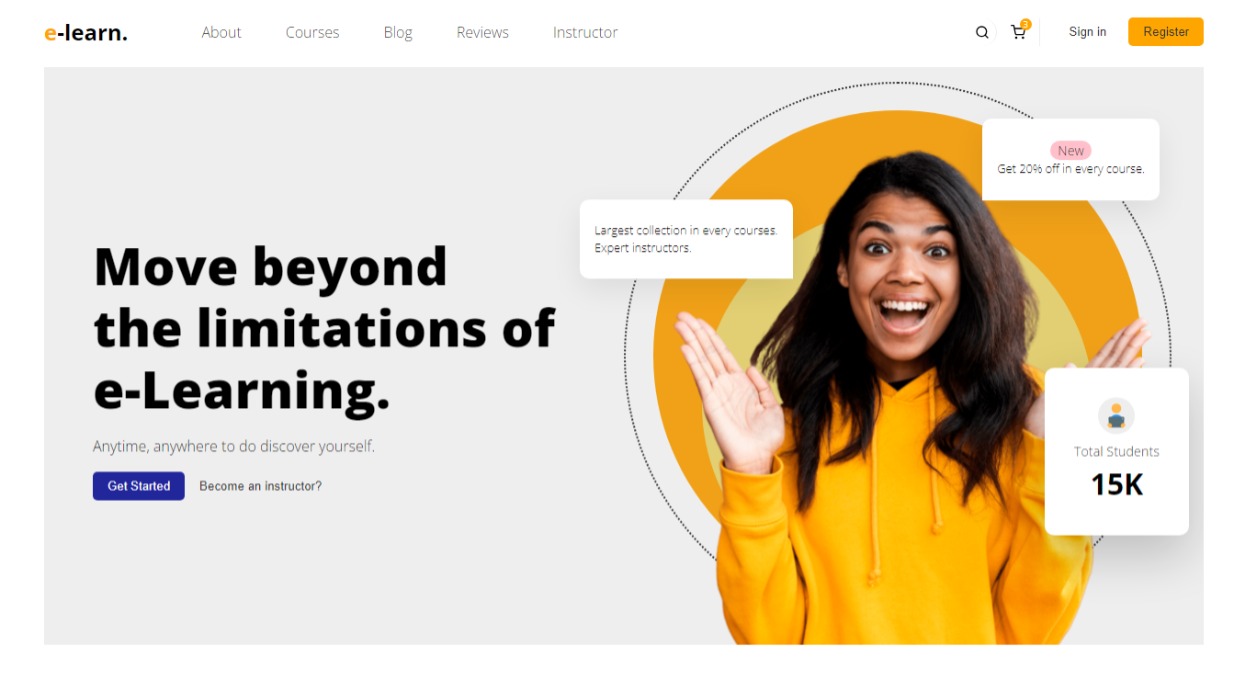 e-learn.
About
Courses
Blog
Reviews
Instructor
3
Sign in
Register
New
Get 20% off in every course.
Largest collection in every courses.
Expert instructors.
Move beyond
the limitations of
e-Learning.
Anytime, anywhere to do discover yourself.
Get Started
Become an instructor?
Total Students
15K